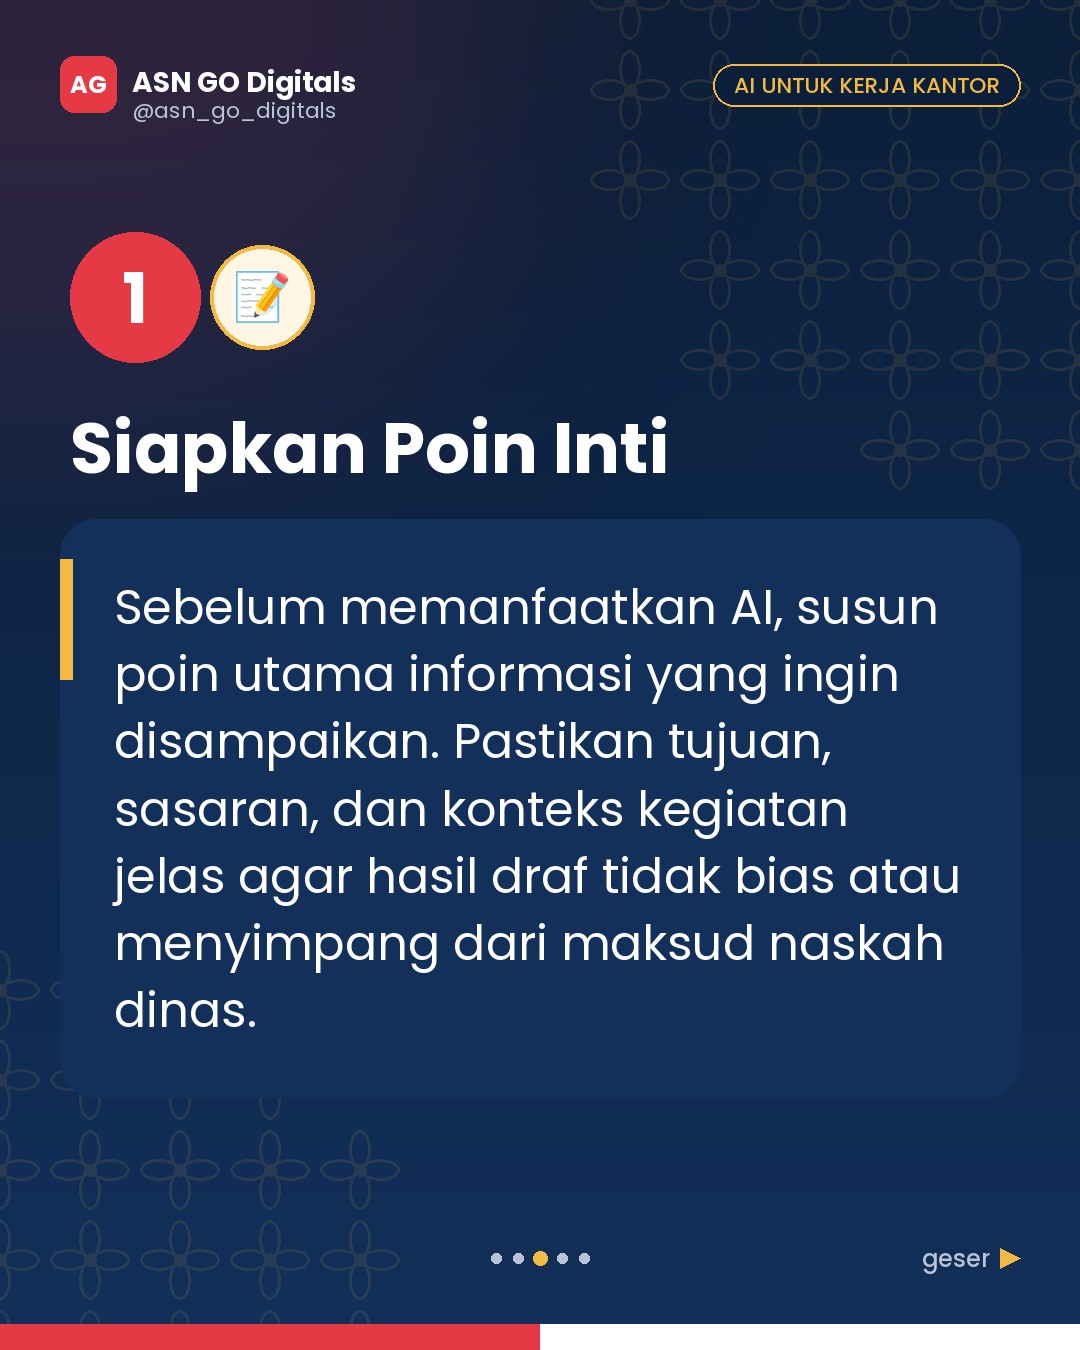 AG
ASN GO Digitals
@asn_go_digitals
AI UNTUK KERJA KANTOR
1
Siapkan Poin Inti
Sebelum memanfaatkan AI, susun
poin utama informasi yang ingin
disampaikan. Pastikan tujuan,
sasaran, dan konteks kegiatan
jelas agar hasil draf tidak bias atau
menyimpang dari maksud naskah
dinas.
geser